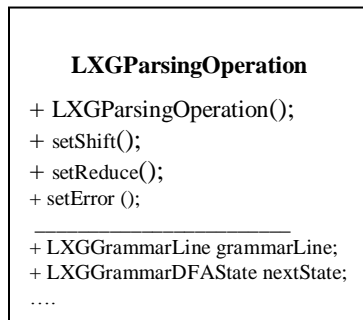 LXGParsingOperation
+ LXGParsingOperation();
+ setShift();
+ setReduce();
+ setError ();
+ LXGGrammarLine grammarLine;
+ LXGGrammarDFAState nextState;
….